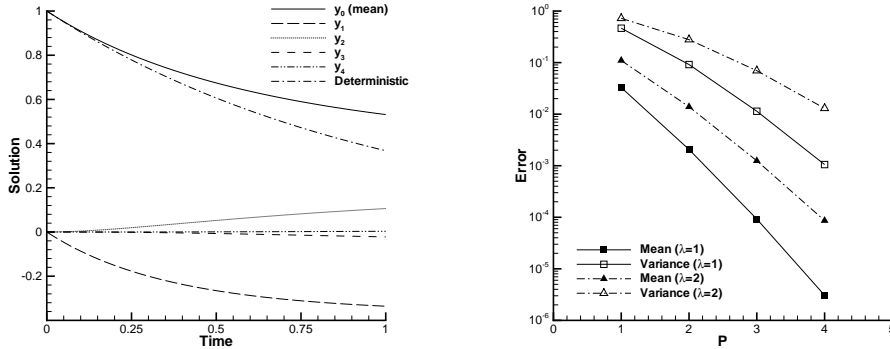 y0 (mean)
y1
y2
y3
y4
Deterministic
1
0.8
0.6
0.4
0.2
0
-0.2
Solution
0 0.25 0.5 0.75 1
Time
10^0
10^-1
10^-2
10^-3
10^-4
10^-5
10^-6
Error
Mean (λ=1)
Variance (λ=1)
Mean (λ=2)
Variance (λ=2)
0 1 2 3 4 5
P